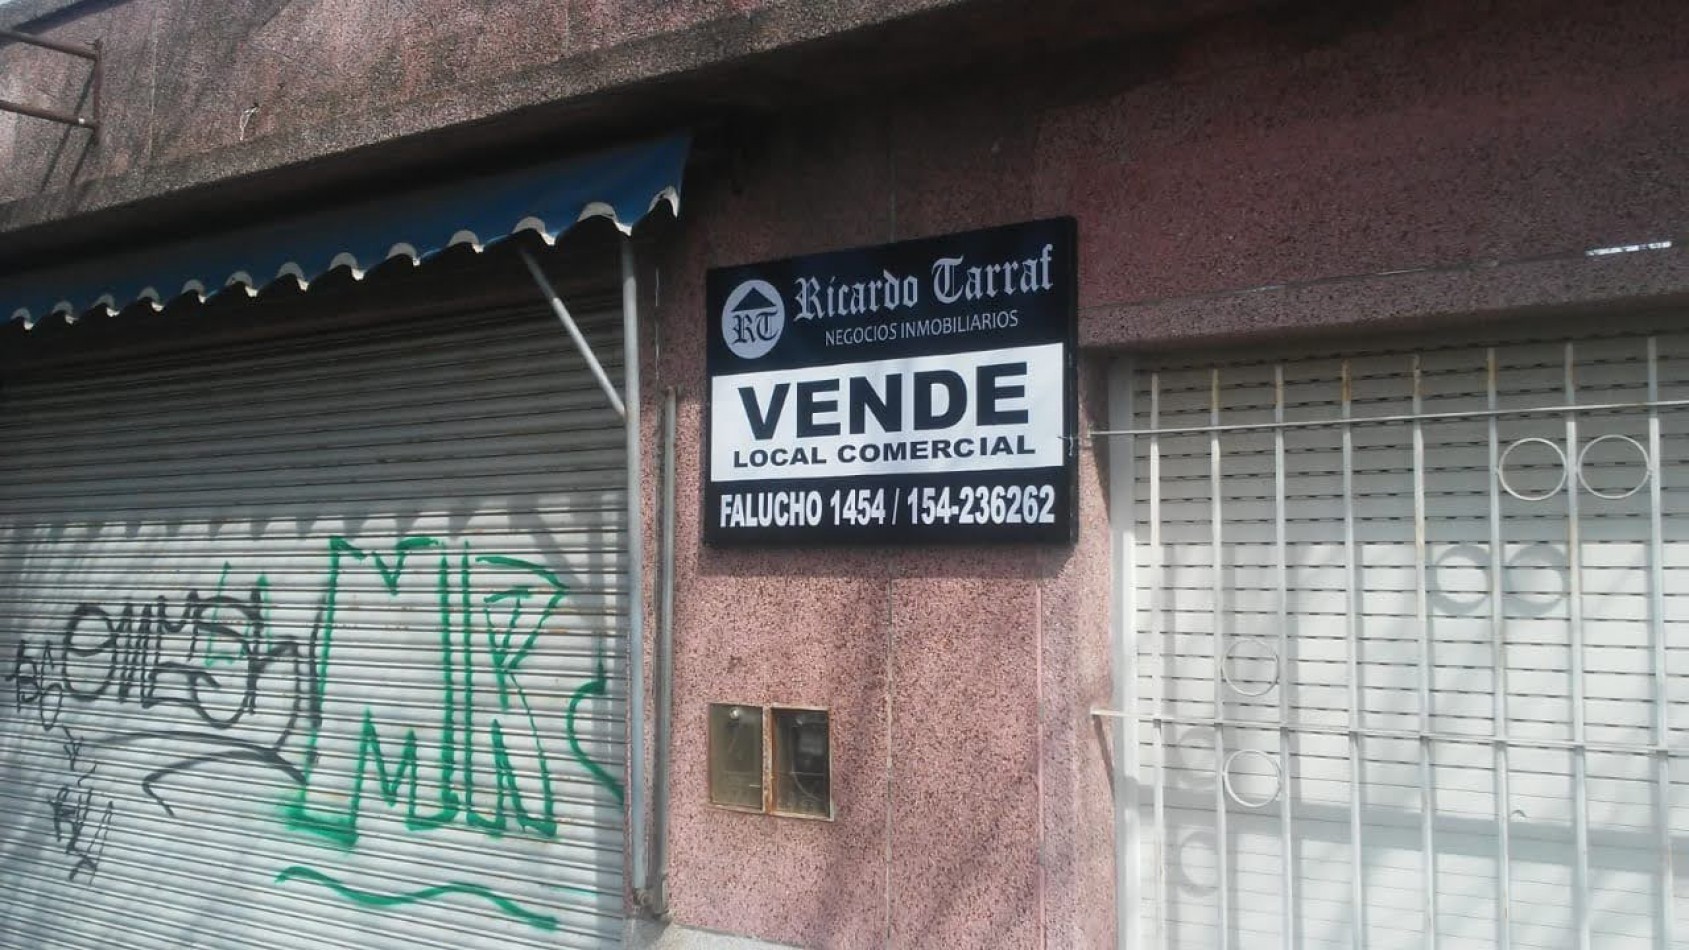 RT
Ricardo Tarraf
NEGOCIOS INMOBILIARIOS
VENDE
LOCAL COMERCIAL
FALUCHO 1454 / 154-236262